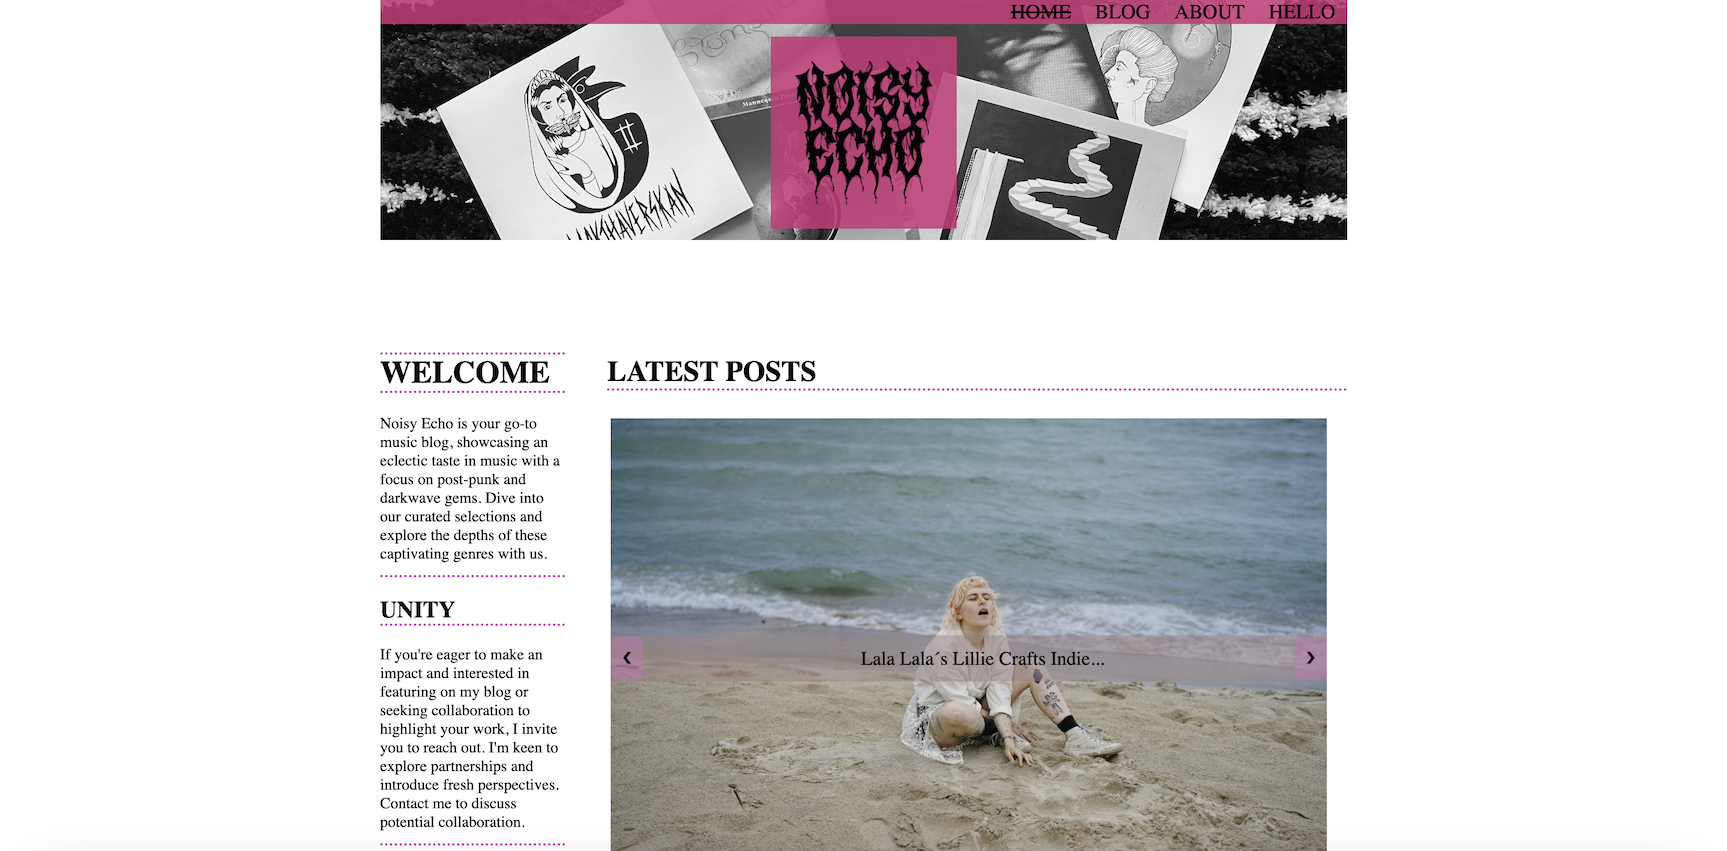 HOME BLOG ABOUT HELLO
NOISY
ECHO
WELCOME
Noisy Echo is your go-to
music blog, showcasing an
eclectic taste in music with a
focus on post-punk and
darkwave gems. Dive into
our curated selections and
explore the depths of these
captivating genres with us.
UNITY
If you're eager to make an
impact and interested in
featuring on my blog or
seeking collaboration to
highlight your work, I invite
you to reach out. I'm keen to
explore partnerships and
introduce fresh perspectives.
Contact me to discuss
potential collaboration.
LATEST POSTS
Lala Lala´s Lillie Crafts Indie...